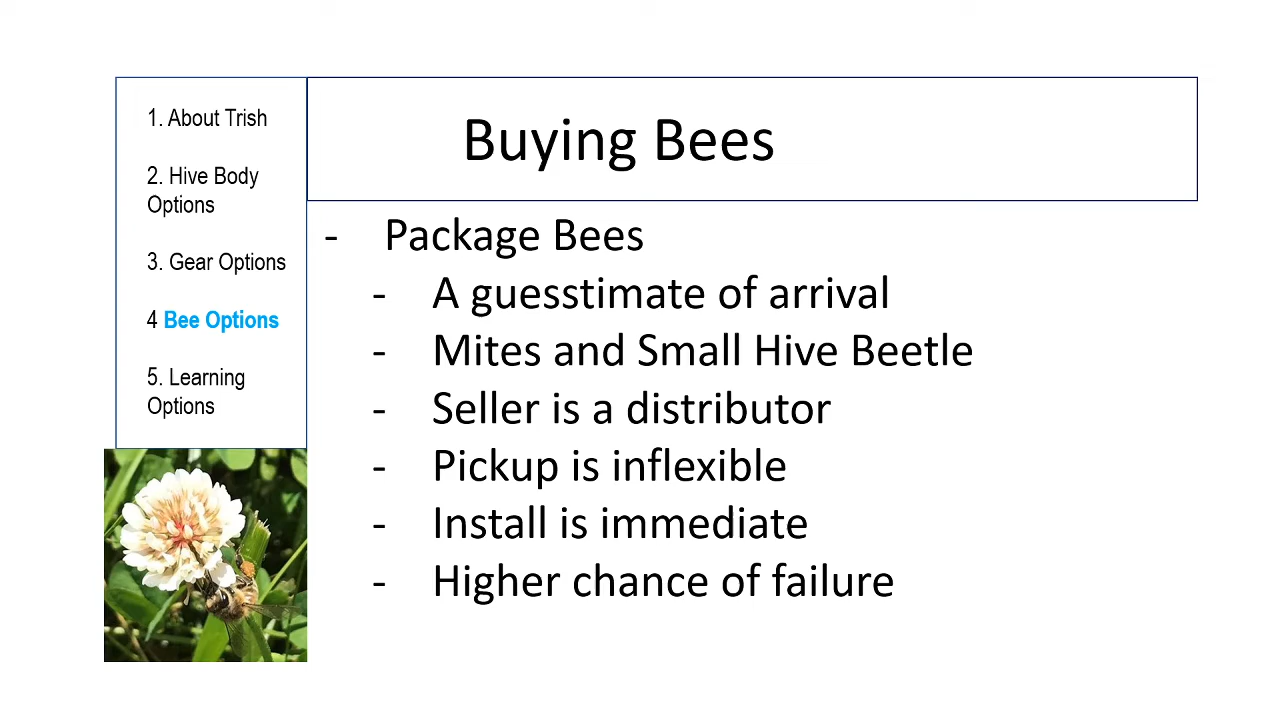 1. About Trish
2. Hive Body
Options
3. Gear Options
4 Bee Options
5. Learning
Options
Buying Bees
- Package Bees
- A guesstimate of arrival
- Mites and Small Hive Beetle
- Seller is a distributor
- Pickup is inflexible
- Install is immediate
- Higher chance of failure